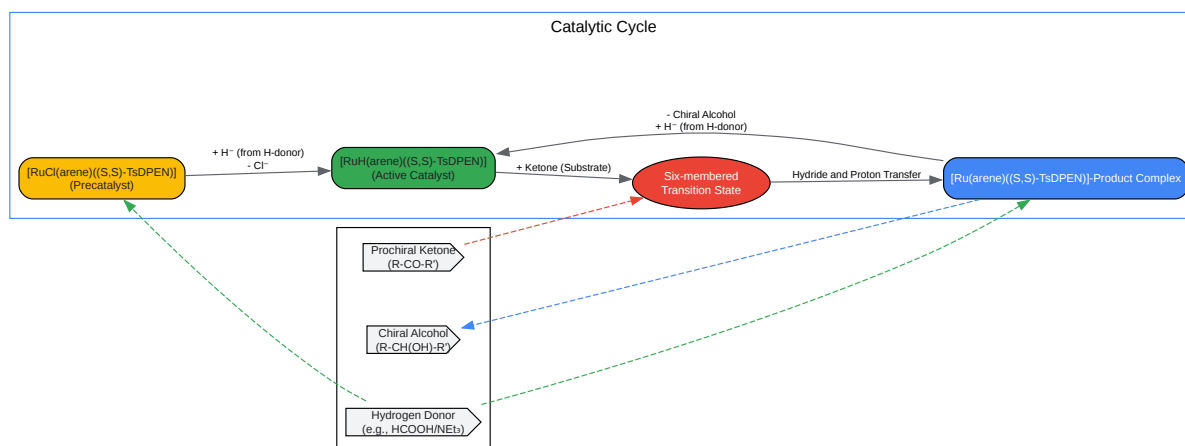 Catalytic Cycle
- Chiral Alcohol
+ H⁻ (from H-donor)
+ H⁻ (from H-donor)
- Cl⁻
[RuCl(arene)((S,S)-TsDPEN)]
(Precatalyst)
[RuH(arene)((S,S)-TsDPEN)]
(Active Catalyst)
+ Ketone (Substrate)
Six-membered
Transition State
Hydride and Proton Transfer
[Ru(arene)((S,S)-TsDPEN)]-Product Complex
Prochiral Ketone
(R-CO-R')
Chiral Alcohol
(R-CH(OH)-R')
Hydrogen Donor
(e.g., HCOOH/NEt₃)